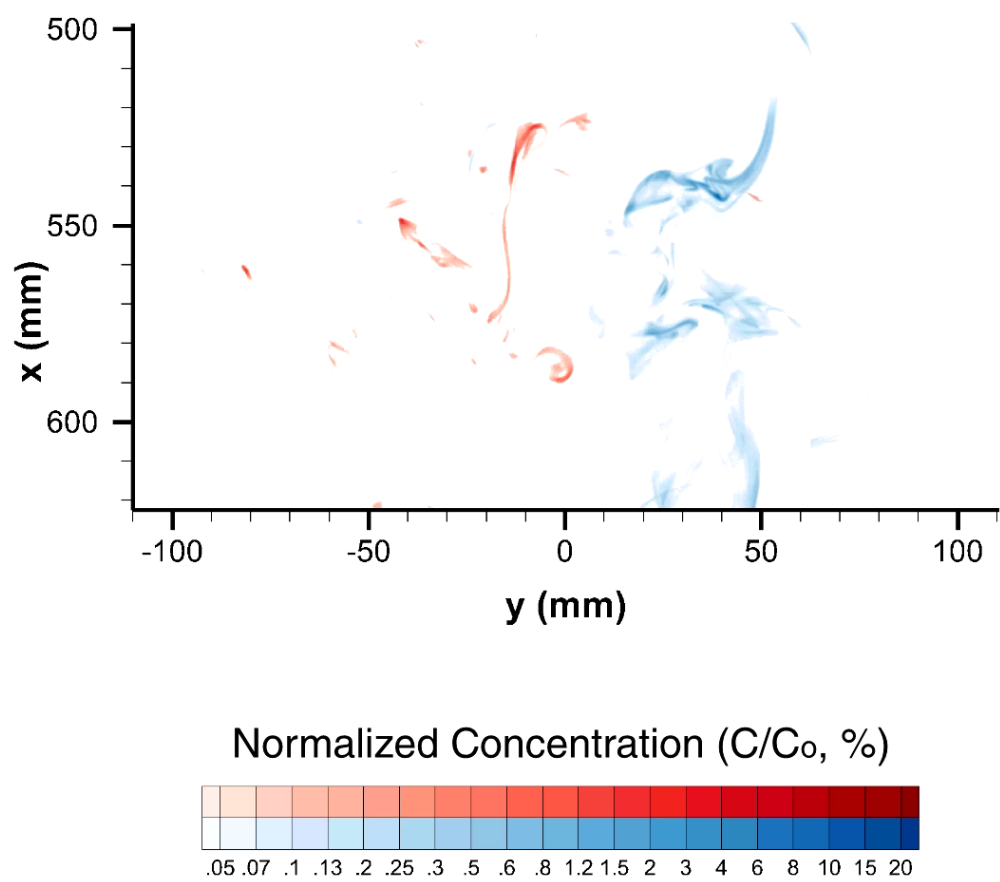 500
550
600
x (mm)
-100 -50 0 50 100
y (mm)
Normalized Concentration (C/Co, %)
.05 .07 .1 .13 .2 .25 .3 .5 .6 .8 1.2 1.5 2 3 4 6 8 10 15 20